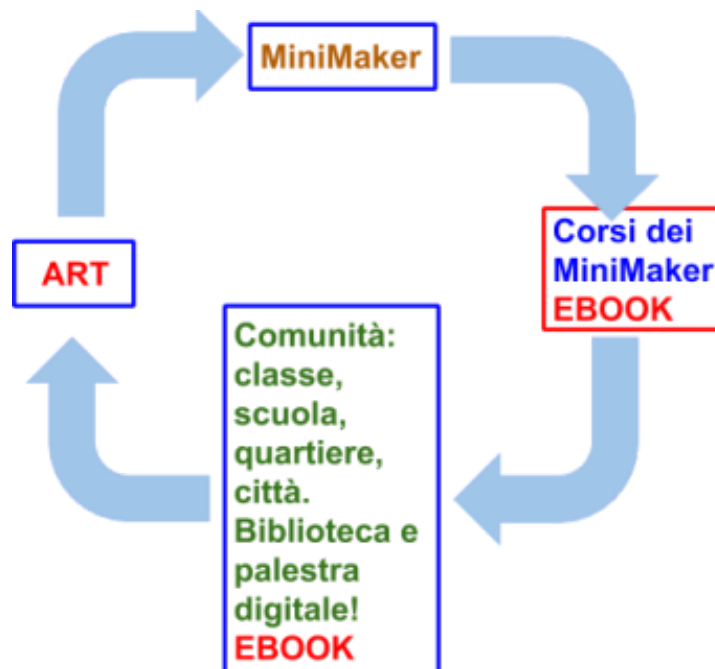 MiniMaker
Corsi dei
MiniMaker
EBOOK
ART
Comunità:
classe,
scuola,
quartiere,
città.
Biblioteca e
palestra
digitale!
EBOOK